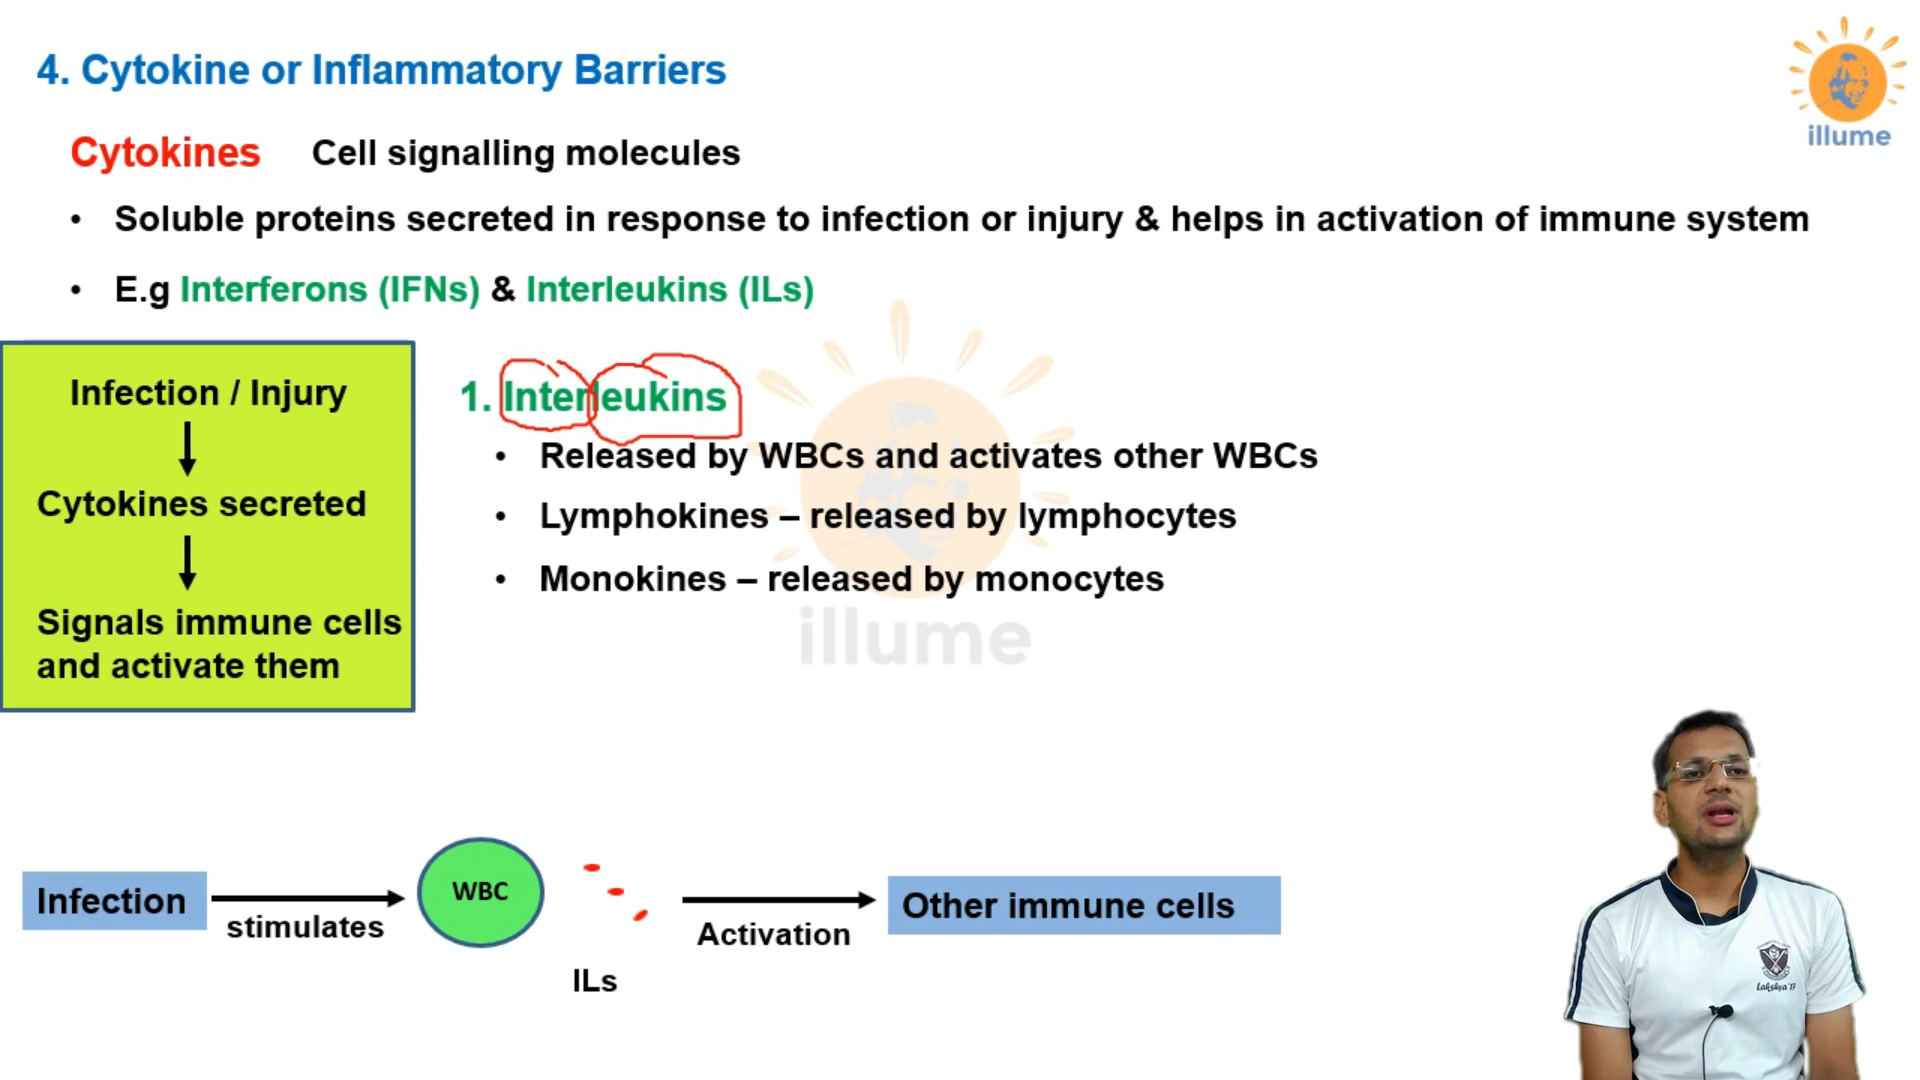 4. Cytokine or Inflammatory Barriers
illume
Cytokines Cell signalling molecules
• Soluble proteins secreted in response to infection or injury & helps in activation of immune system
• E.g Interferons (IFNs) & Interleukins (ILs)
Infection / Injury
Cytokines secreted
Signals immune cells
and activate them
1. Interleukins
• Released by WBCs and activates other WBCs
• Lymphokines – released by lymphocytes
• Monokines – released by monocytes
illume
Infection
stimulates
WBC
ILs
Activation
Other immune cells
Lakshya'17